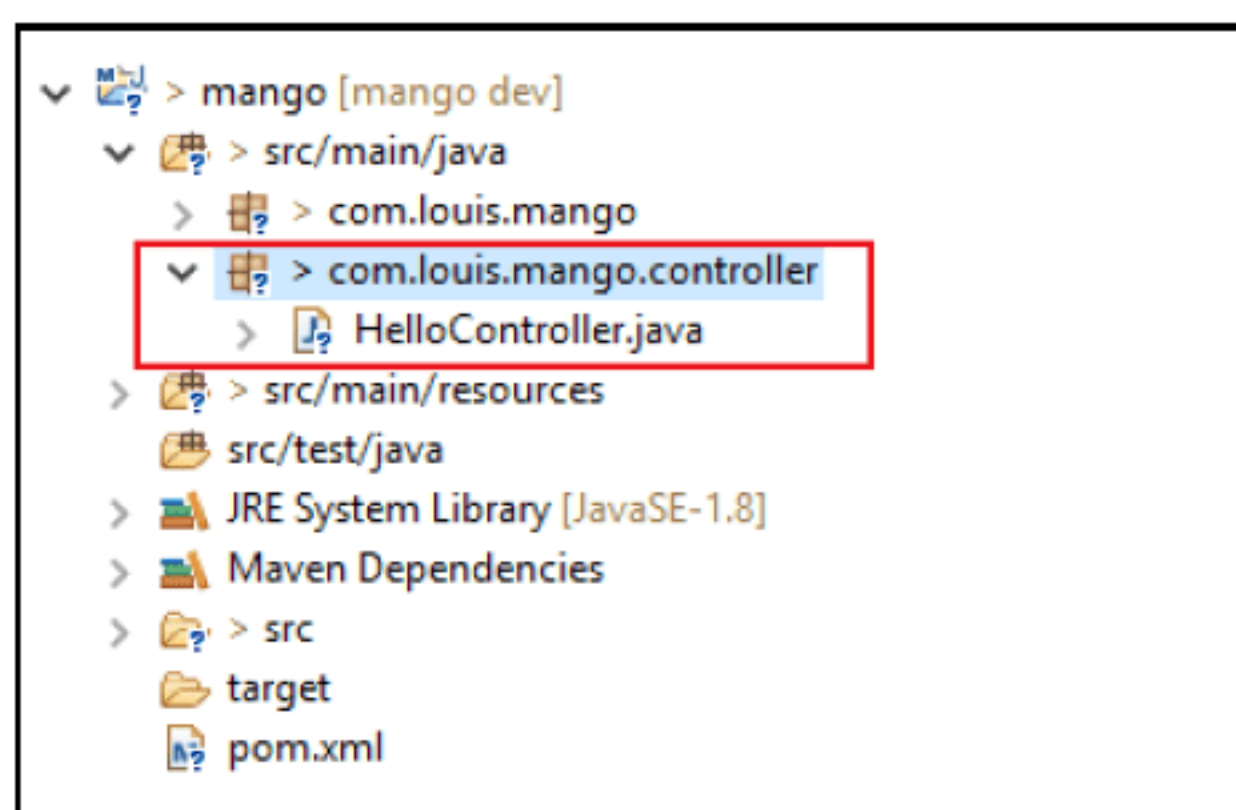 > mango [mango dev]
> src/main/java
> com.louis.mango
> com.louis.mango.controller
HelloController.java
> src/main/resources
src/test/java
JRE System Library [JavaSE-1.8]
Maven Dependencies
> src
target
pom.xml